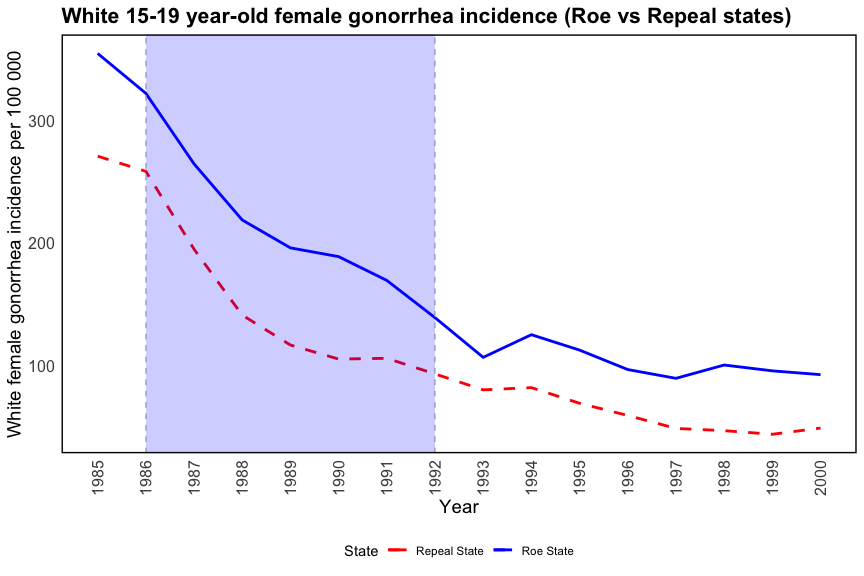 White 15-19 year-old female gonorrhea incidence (Roe vs Repeal states)
White female gonorrhea incidence per 100 000
300
200
100
1985 1986 1987 1988 1989 1990 1991 1992 1993 1994 1995 1996 1997 1998 1999 2000
Year
State Repeal State Roe State